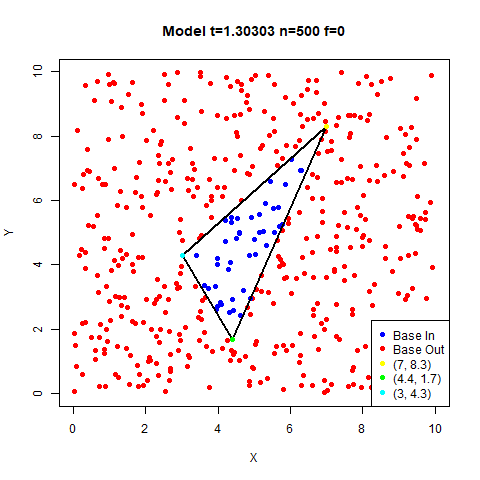 Model t=1.30303 n=500 f=0
10
8
6
4
2
0
Y
Base In
Base Out
(7, 8.3)
(4.4, 1.7)
(3, 4.3)
0 2 4 6 8 10
X